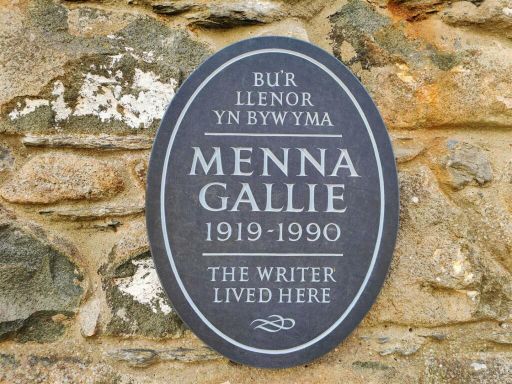 BU'R
LLENOR
YN BYW YMA
MENNA
GALLIE
1919-1990
THE WRITER
LIVED HERE